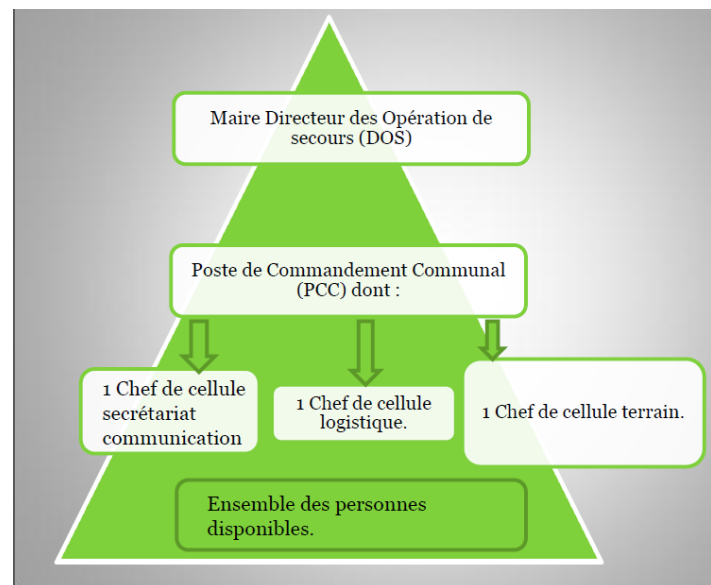 Maire Directeur des Opération de
secours (DOS)
Poste de Commandement Communal
(PCC) dont :
1 Chef de cellule
secrétariat
communication
1 Chef de cellule
logistique.
1 Chef de cellule terrain.
Ensemble des personnes
disponibles.